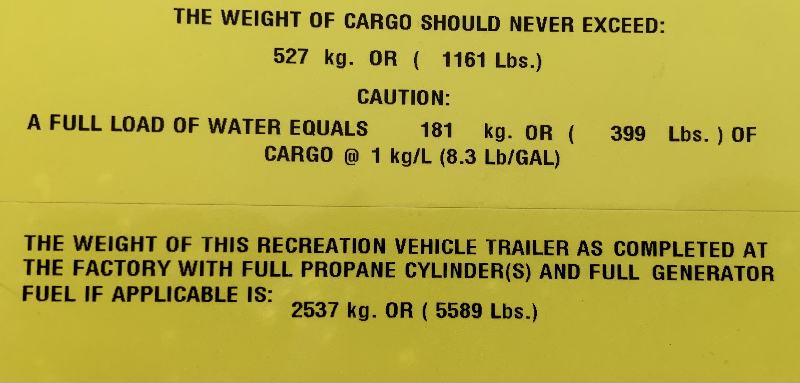 THE WEIGHT OF CARGO SHOULD NEVER EXCEED:
527 kg. OR ( 1161 Lbs.)
CAUTION:
A FULL LOAD OF WATER EQUALS 181 kg. OR ( 399 Lbs. ) OF
CARGO @ 1 kg/L (8.3 Lb/GAL)
THE WEIGHT OF THIS RECREATION VEHICLE TRAILER AS COMPLETED AT
THE FACTORY WITH FULL PROPANE CYLINDER(S) AND FULL GENERATOR
FUEL IF APPLICABLE IS:
2537 kg. OR ( 5589 Lbs.)